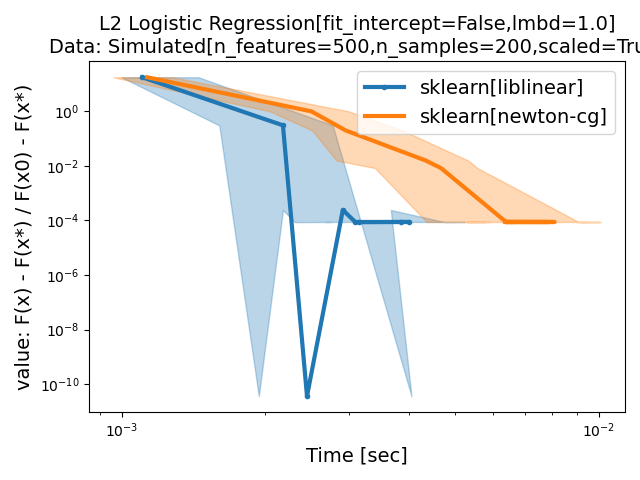 L2 Logistic Regression[fit_intercept=False,lmbd=1.0]
Data: Simulated[n_features=500,n_samples=200,scaled=Tru
sklearn[liblinear]
sklearn[newton-cg]
value: F(x) - F(x*) / F(x0) - F(x*)
10⁰
10⁻²
10⁻⁴
10⁻⁶
10⁻⁸
10⁻¹⁰
10⁻³
10⁻²
Time [sec]